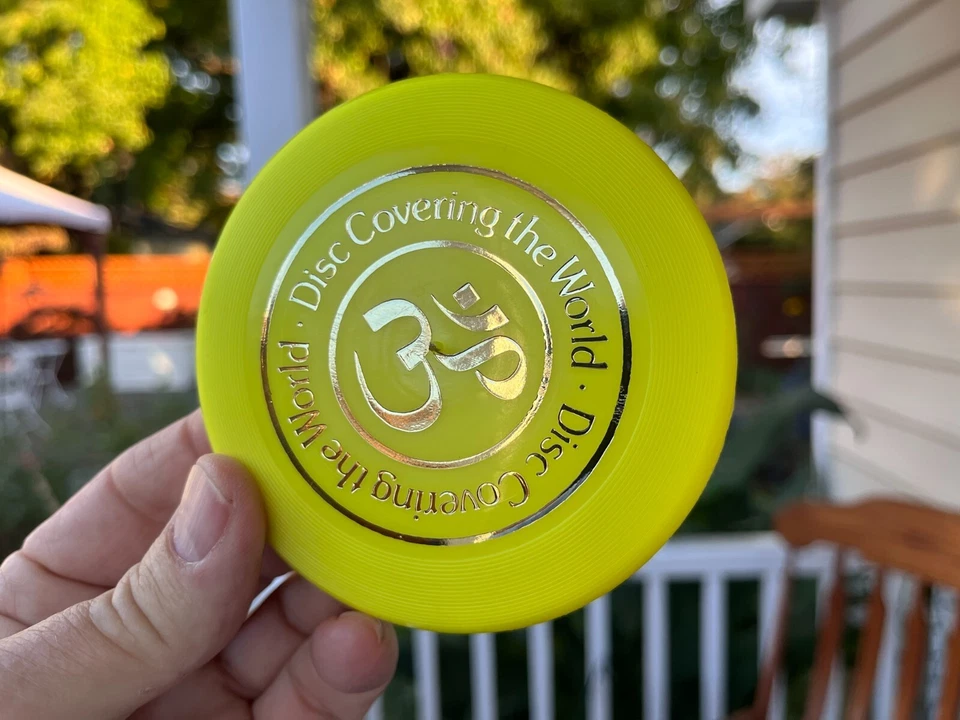 Disc Covering the World · Disc Covering the World ·
ॐ